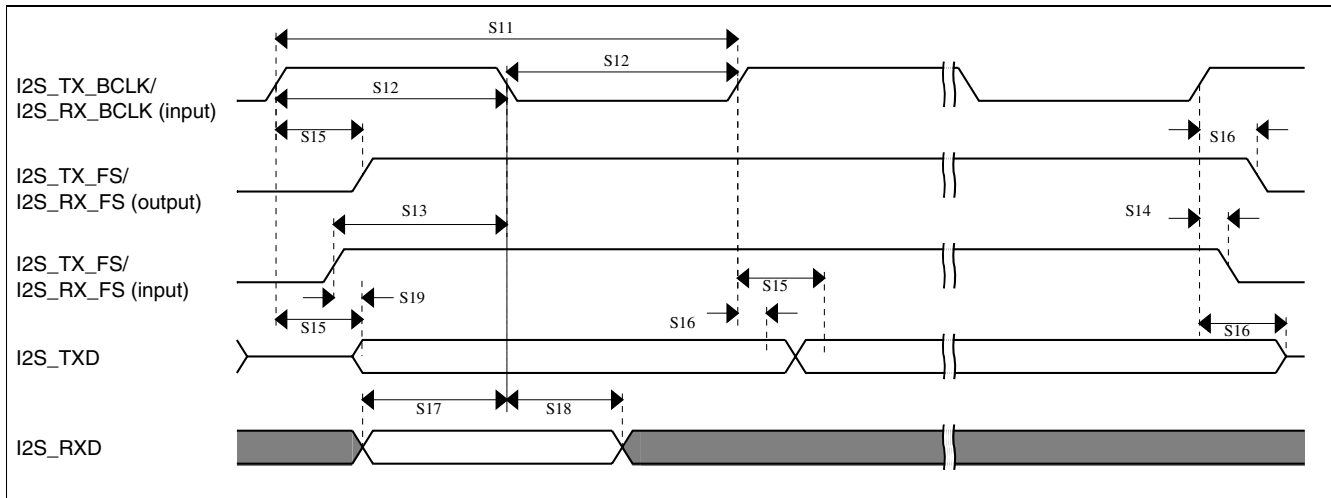 S11
I2S_TX_BCLK/
I2S_RX_BCLK (input)
S12
S12
S15
S16
I2S_TX_FS/
I2S_RX_FS (output)
S13
S14
I2S_TX_FS/
I2S_RX_FS (input)
S19
S15
S15
S16
S16
I2S_TXD
S17
S18
I2S_RXD